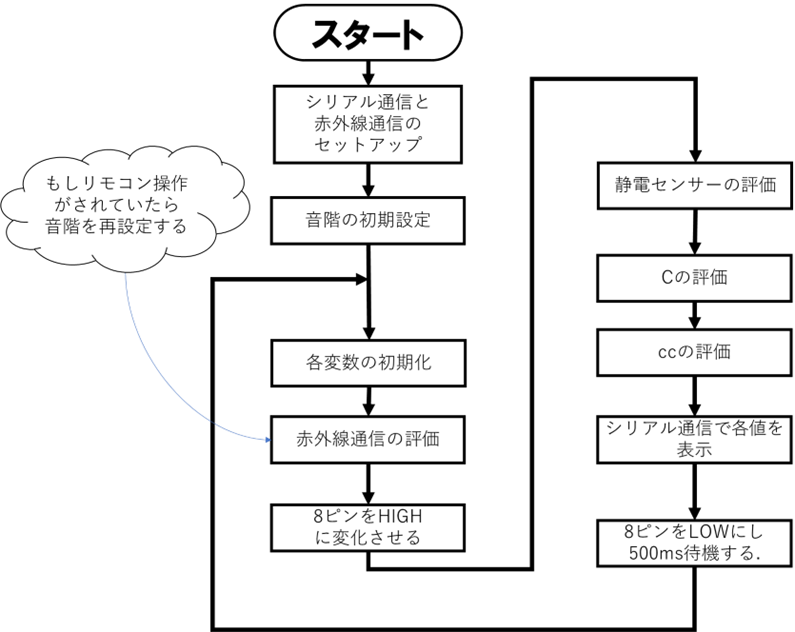 スタート
シリアル通信と
赤外線通信の
セットアップ
もしリモコン操作
がされていたら
音階を再設定する
音階の初期設定
各変数の初期化
赤外線通信の評価
8ピンをHIGH
に変化させる
静電センサーの評価
Cの評価
ccの評価
シリアル通信で各値を
表示
8ピンをLOWにし
500ms待機する.